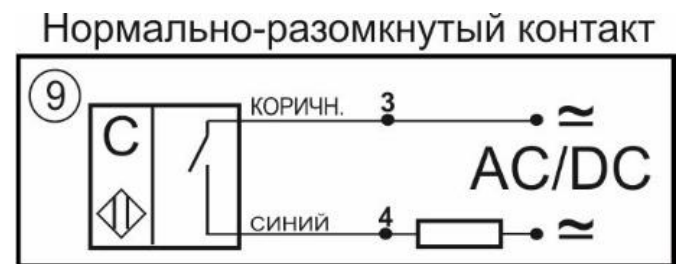 Нормально-разомкнутый контакт
9
КОРИЧН. 3 ≃
C
AC/DC
СИНИЙ 4 ≃